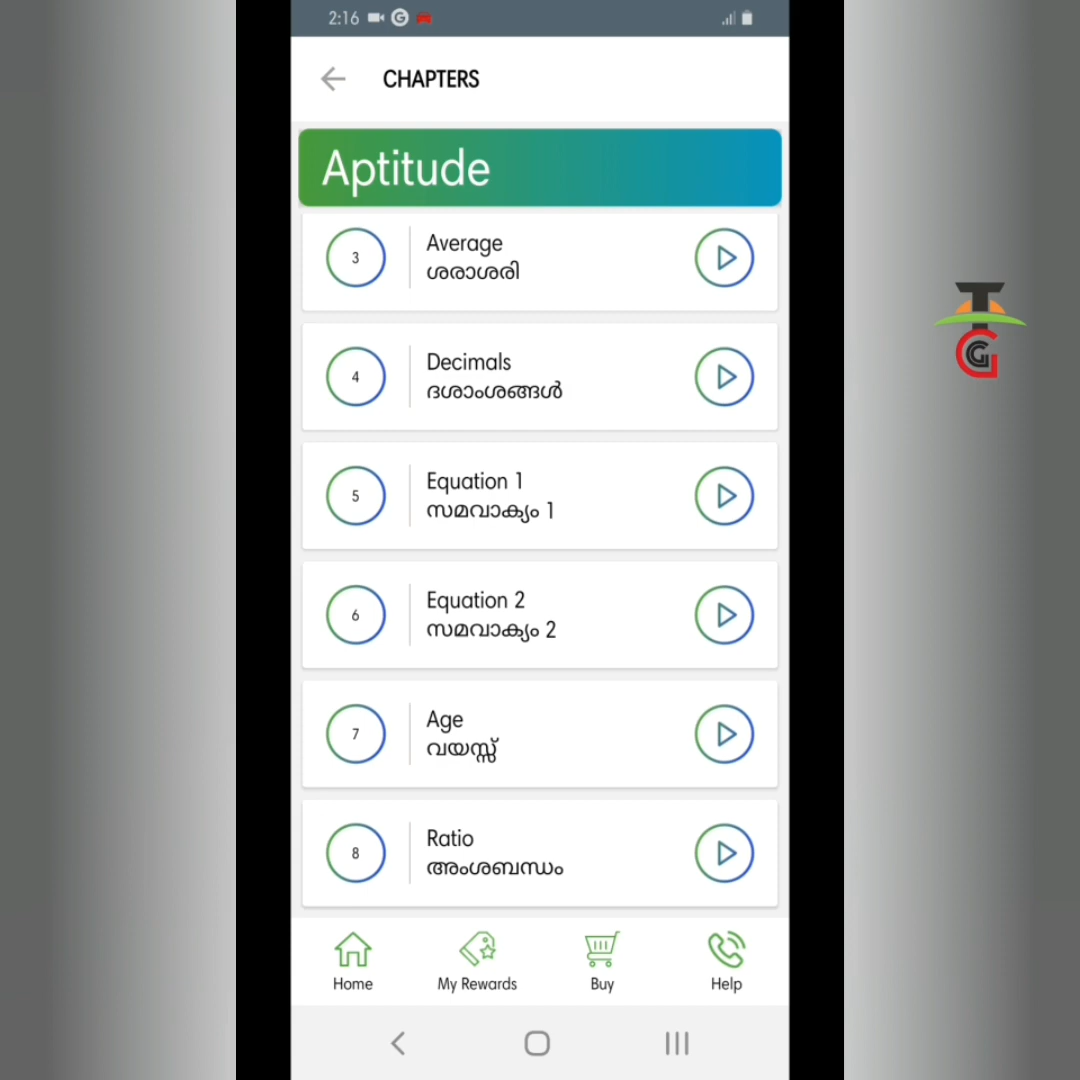 2:16
CHAPTERS
Aptitude
3
Average
ശരാശരി
4
Decimals
ദശാംശങ്ങൾ
5
Equation 1
സമവാക്യം 1
6
Equation 2
സമവാക്യം 2
7
Age
വയസ്സ്
8
Ratio
അംശബന്ധം
Home
My Rewards
Buy
Help
TG